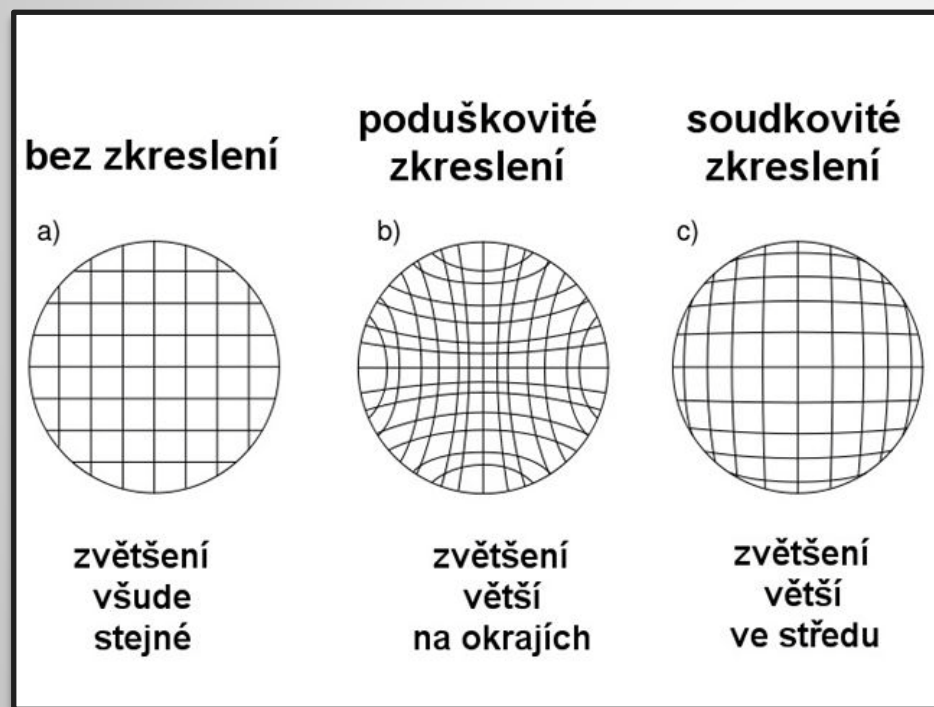 bez zkreslení
poduškovité
zkreslení
soudkovité
zkreslení
a)
b)
c)
zvětšení
všude
stejné
zvětšení
větší
na okrajích
zvětšení
větší
ve středu